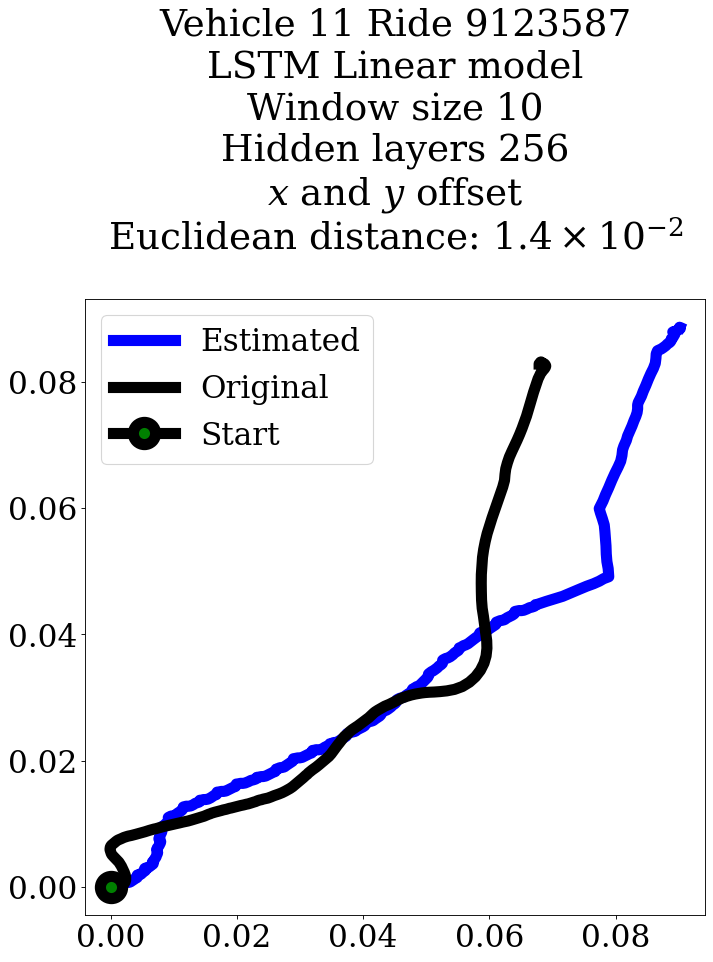 Vehicle 11 Ride 9123587
LSTM Linear model
Window size 10
Hidden layers 256
x and y offset
Euclidean distance: 1.4 × 10⁻²
Estimated
Original
Start
0.08
0.06
0.04
0.02
0.00
0.00 0.02 0.04 0.06 0.08